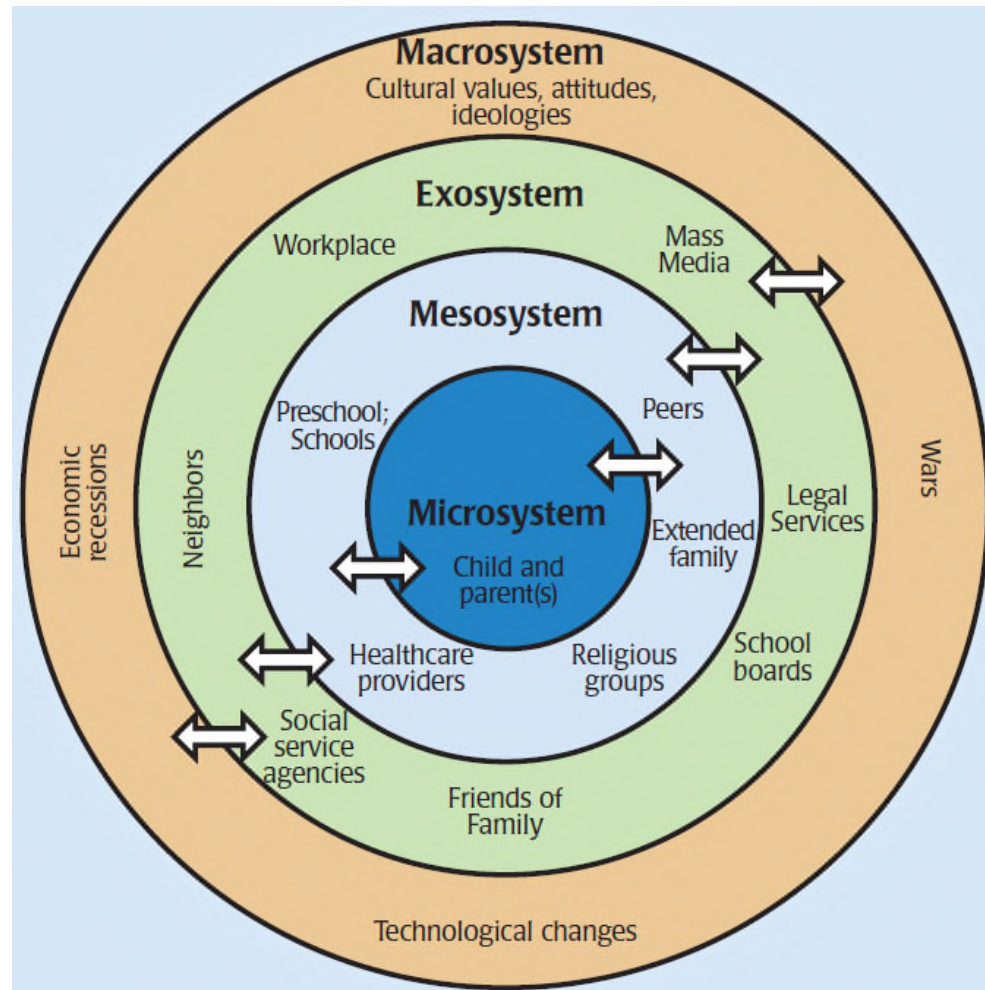 Macrosystem
Cultural values, attitudes,
ideologies
Exosystem
Workplace
Mass
Media
Mesosystem
Preschool;
Schools
Peers
Economic
recessions
Neighbors
Microsystem
Child and
parent(s)
Extended
family
Legal
Services
Wars
Healthcare
providers
Religious
groups
School
boards
Social
service
agencies
Friends of
Family
Technological changes